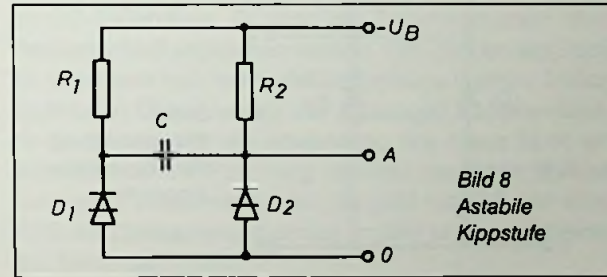 -U_B
R_1
R_2
C
A
D_1
D_2
0
Bild 8
Astabile
Kippstufe